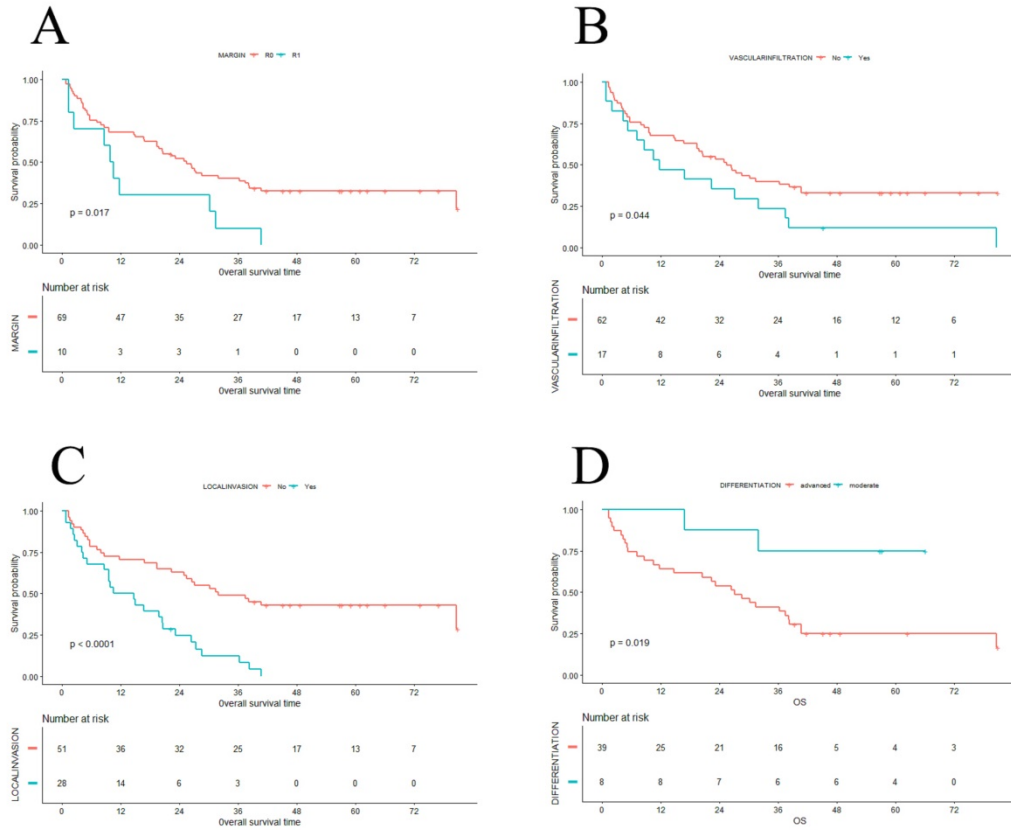 A
MARGIN R0 R1
Survival probability
1.00
0.75
0.50
0.25
0.00
p = 0.017
0 12 24 36 48 60 72
Overall survival time
Number at risk
MARGIN
69 47 35 27 17 13 7
10 3 3 1 0 0 0
0 12 24 36 48 60 72
Overall survival time
B
VASCULARINFILTRATION No Yes
Survival probability
1.00
0.75
0.50
0.25
0.00
p = 0.044
0 12 24 36 48 60 72
Overall survival time
Number at risk
VASCULARINFILTRATION
62 42 32 24 16 12 6
17 8 6 4 1 1 1
0 12 24 36 48 60 72
Overall survival time
C
LOCALINVASION No Yes
Survival probability
1.00
0.75
0.50
0.25
0.00
p < 0.0001
0 12 24 36 48 60 72
Overall survival time
Number at risk
LOCALINVASION
51 36 32 25 17 13 7
28 14 6 3 0 0 0
0 12 24 36 48 60 72
Overall survival time
D
DIFFERENTIATION advanced moderate
Survival probability
1.00
0.75
0.50
0.25
0.00
p = 0.019
0 12 24 36 48 60 72
OS
Number at risk
DIFFERENTIATION
39 25 21 16 5 4 3
8 8 7 6 6 4 0
0 12 24 36 48 60 72
OS